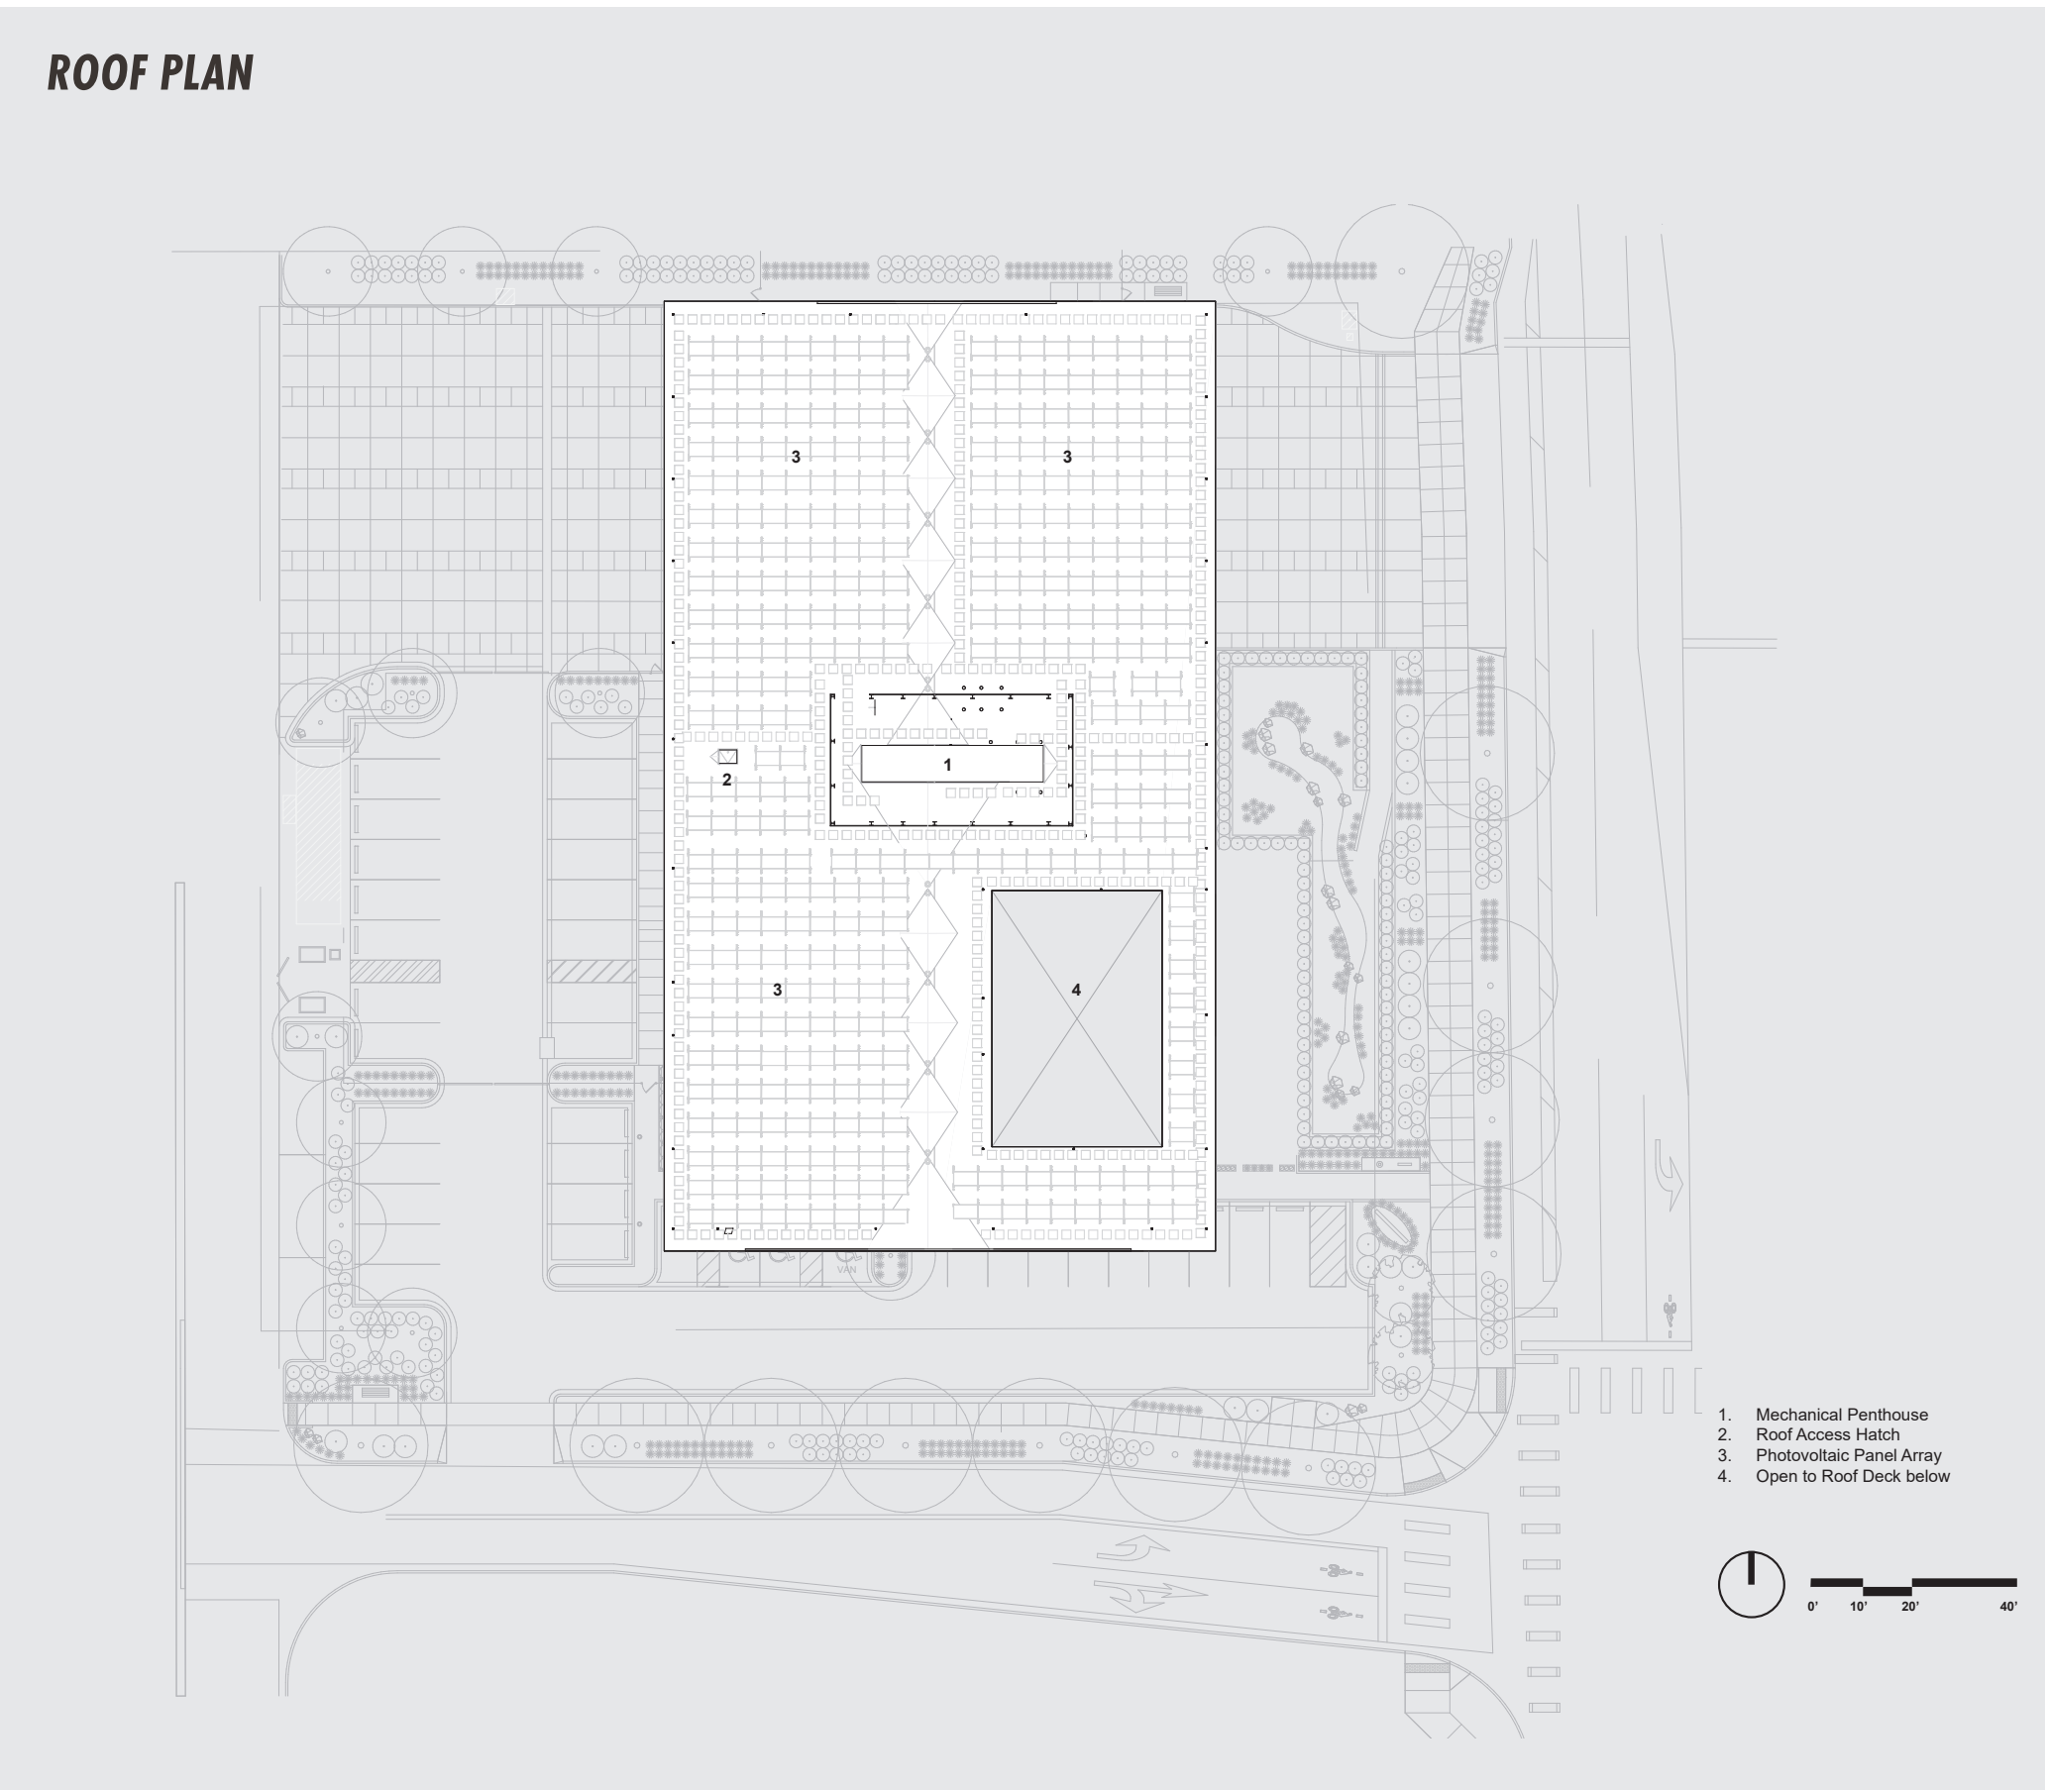 ROOF PLAN
3
3
1
2
3
4
VAN
1. Mechanical Penthouse
2. Roof Access Hatch
3. Photovoltaic Panel Array
4. Open to Roof Deck below
0’ 10’ 20’ 40’